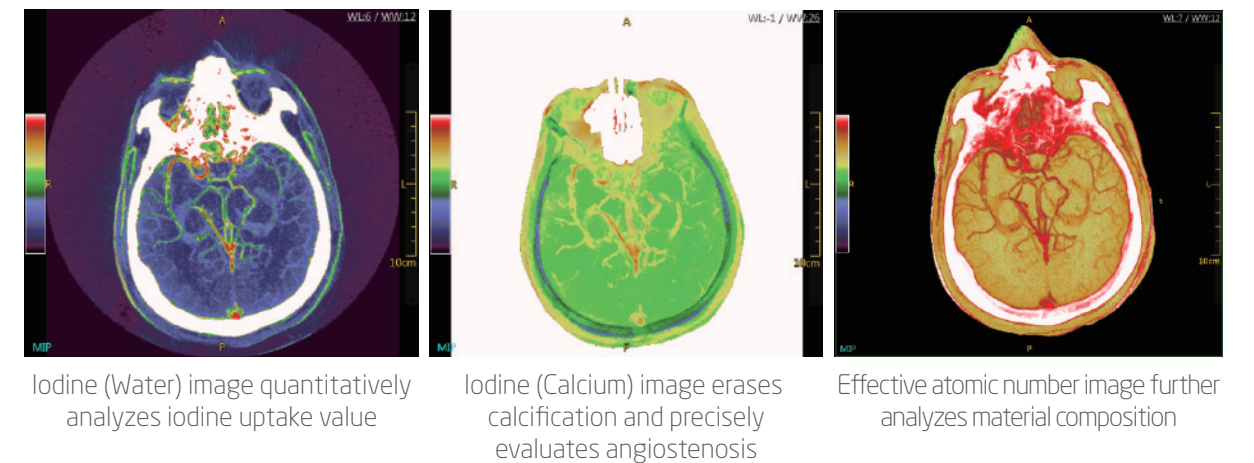 WL:6 / WW:12
A
R
L
10cm
MIP
P
WL:-1 / WW:26
A
R
L
10cm
P
WL:7 / WW:12
A
R
L
10cm
MIP
P
Iodine (Water) image quantitatively
analyzes iodine uptake value
Iodine (Calcium) image erases
calcification and precisely
evaluates angiostenosis
Effective atomic number image further
analyzes material composition